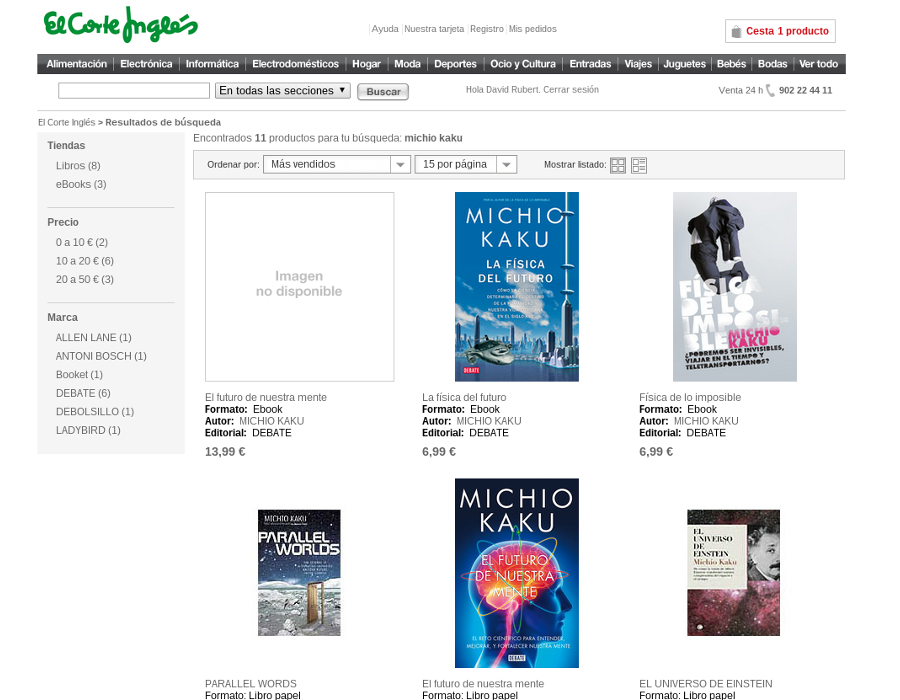 El Corte Inglés
Ayuda Nuestra tarjeta Registro Mis pedidos
Cesta 1 producto
Alimentación Electrónica Informática Electrodomésticos Hogar Moda Deportes Ocio y Cultura Entradas Viajes Juguetes Bebés Bodas Ver todo
En todas las secciones
Buscar
Hola David Rubert. Cerrar sesión
Venta 24 h 902 22 44 11
El Corte Inglés > Resultados de búsqueda
Tiendas
Libros (8)
eBooks (3)
Precio
0 a 10 € (2)
10 a 20 € (6)
20 a 50 € (3)
Marca
ALLEN LANE (1)
ANTONI BOSCH (1)
Booket (1)
DEBATE (6)
DEBOLSILLO (1)
LADYBIRD (1)
Encontrados 11 productos para tu búsqueda: michio kaku
Ordenar por: Más vendidos 15 por página Mostrar listado:
Imagen
no disponible
El futuro de nuestra mente
Formato: Ebook
Autor: MICHIO KAKU
Editorial: DEBATE
13,99 €
MICHIO
KAKU
LA FÍSICA
DEL FUTURO
DEBATE
La física del futuro
Formato: Ebook
Autor: MICHIO KAKU
Editorial: DEBATE
6,99 €
FÍSICA
DE LO
IMPOSI-
BLE
MICHIO
KAKU
¿PODREMOS SER INVISIBLES,
VIAJAR EN EL TIEMPO Y
TELETRANSPORTARNOS?
Física de lo imposible
Formato: Ebook
Autor: MICHIO KAKU
Editorial: DEBATE
6,99 €
MICHIO KAKU
PARALLEL
WORLDS
PARALLEL WORDS
Formato: Libro papel
MICHIO
KAKU
EL FUTURO
DE NUESTRA
MENTE
EL RETO CIENTÍFICO PARA ENTENDER,
MEJORAR, Y FORTALECER NUESTRA MENTE
DEBATE
El futuro de nuestra mente
Formato: Libro papel
EL
UNIVERSO
DE
EINSTEIN
Michio Kaku
EL UNIVERSO DE EINSTEIN
Formato: Libro papel